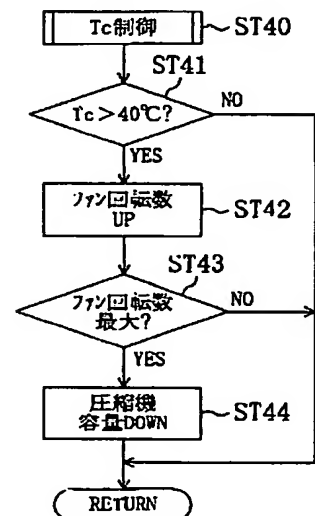 Tc制御
ST40
ST41
Tc>40℃?
NO
YES
ファン回転数
UP
ST42
ST43
ファン回転数
最大?
NO
YES
圧縮機
容量DOWN
ST44
RETURN